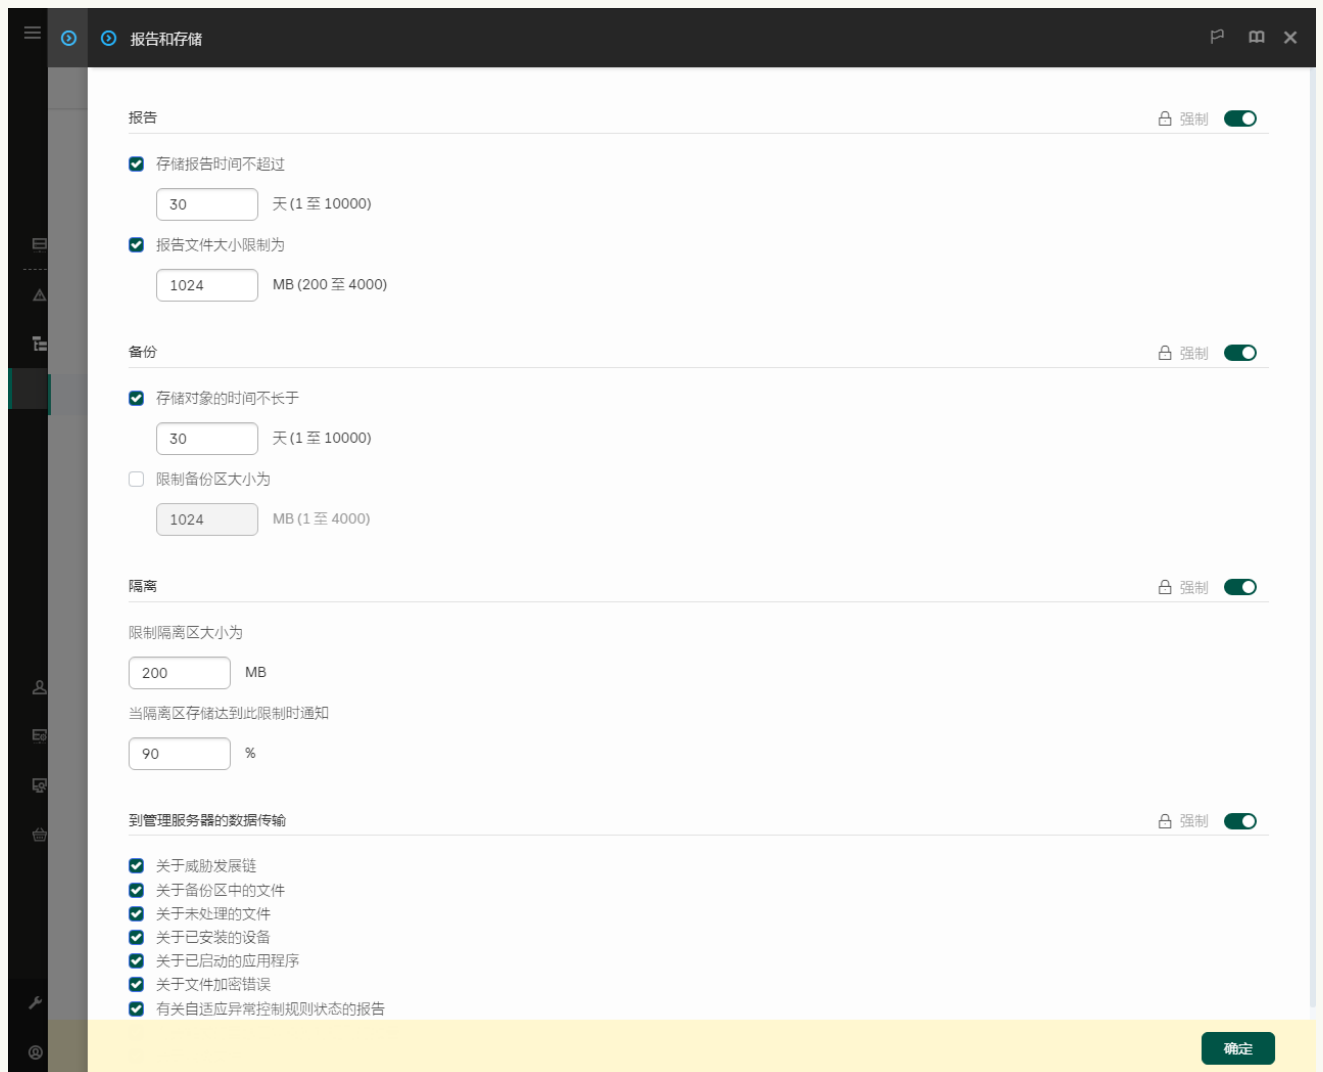 报告和存储
报告
强制
存储报告时间不超过
30 天 (1 至 10000)
报告文件大小限制为
1024 MB (200 至 4000)
备份
强制
存储对象的时间不长于
30 天 (1 至 10000)
限制备份区大小为
1024 MB (1 至 4000)
隔离
强制
限制隔离区大小为
200 MB
当隔离区存储达到此限制时通知
90 %
到管理服务器的数据传输
强制
关于威胁发展链
关于备份区中的文件
关于未处理的文件
关于已安装的设备
关于已启动的应用程序
关于文件加密错误
有关自适应异常控制规则状态的报告
确定